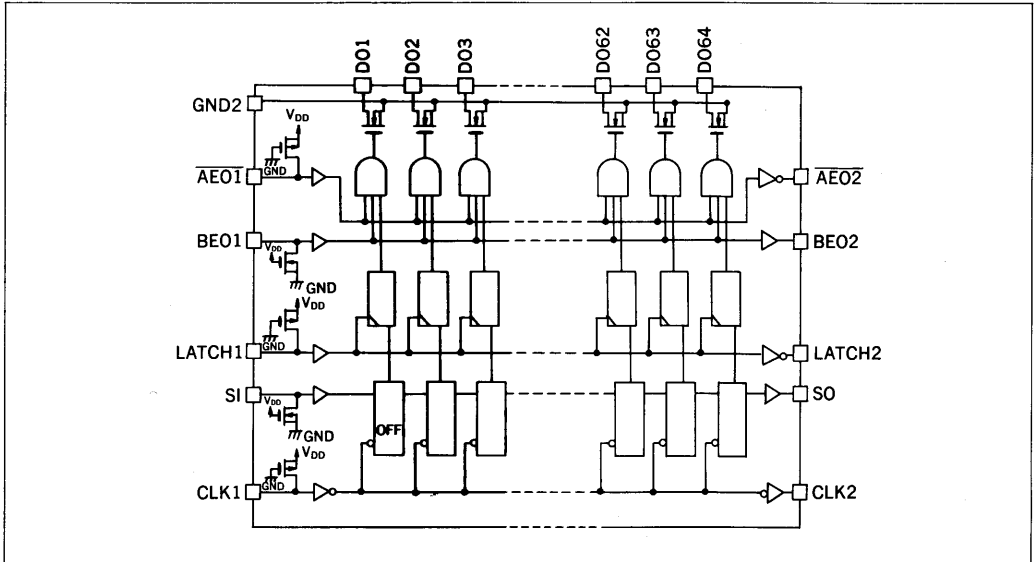 DO1
DO2
DO3
DO62
DO63
DO64
GND2
VDD
GND
AEO1
AEO2
BEO1
BEO2
VDD
GND
VDD
GND
LATCH1
LATCH2
SI
SO
VDD
GND
OFF
VDD
GND
CLK1
CLK2